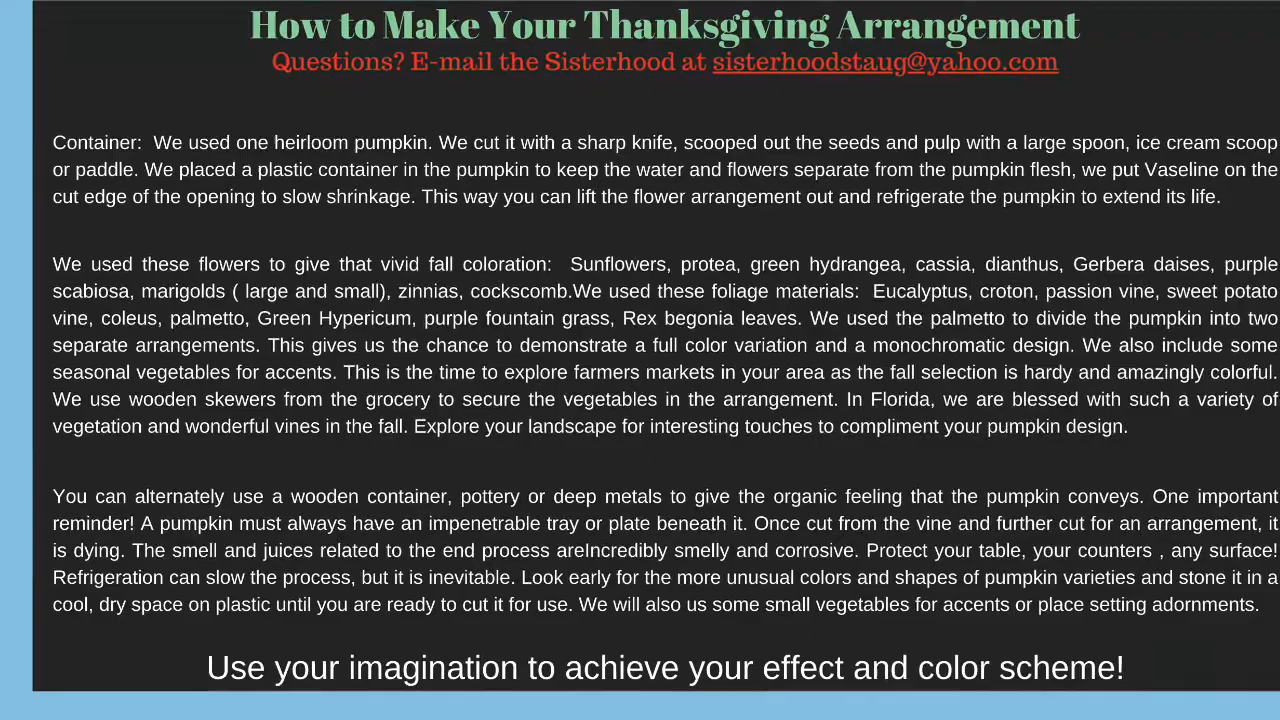 How to Make Your Thanksgiving Arrangement
Questions? E-mail the Sisterhood at sisterhoodstaug@yahoo.com
Container:  We used one heirloom pumpkin. We cut it with a sharp knife, scooped out the seeds and pulp with a large spoon, ice cream scoop
or paddle. We placed a plastic container in the pumpkin to keep the water and flowers separate from the pumpkin flesh, we put Vaseline on the
cut edge of the opening to slow shrinkage. This way you can lift the flower arrangement out and refrigerate the pumpkin to extend its life.
We used these flowers to give that vivid fall coloration:  Sunflowers, protea, green hydrangea, cassia, dianthus, Gerbera daises, purple
scabiosa, marigolds ( large and small), zinnias, cockscomb.We used these foliage materials:  Eucalyptus, croton, passion vine, sweet potato
vine, coleus, palmetto, Green Hypericum, purple fountain grass, Rex begonia leaves. We used the palmetto to divide the pumpkin into two
separate arrangements. This gives us the chance to demonstrate a full color variation and a monochromatic design. We also include some
seasonal vegetables for accents. This is the time to explore farmers markets in your area as the fall selection is hardy and amazingly colorful.
We use wooden skewers from the grocery to secure the vegetables in the arrangement. In Florida, we are blessed with such a variety of
vegetation and wonderful vines in the fall. Explore your landscape for interesting touches to compliment your pumpkin design.
You can alternately use a wooden container, pottery or deep metals to give the organic feeling that the pumpkin conveys. One important
reminder! A pumpkin must always have an impenetrable tray or plate beneath it. Once cut from the vine and further cut for an arrangement, it
is dying. The smell and juices related to the end process areIncredibly smelly and corrosive. Protect your table, your counters , any surface!
Refrigeration can slow the process, but it is inevitable. Look early for the more unusual colors and shapes of pumpkin varieties and stone it in a
cool, dry space on plastic until you are ready to cut it for use. We will also us some small vegetables for accents or place setting adornments.
Use your imagination to achieve your effect and color scheme!